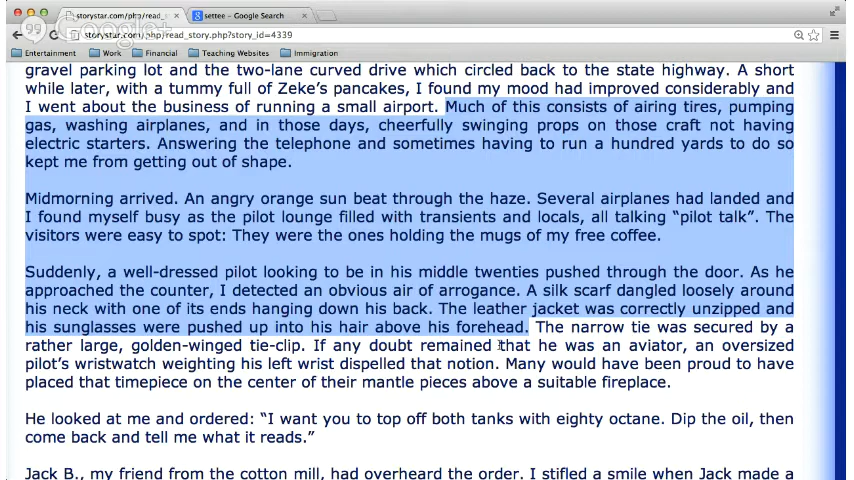 storystar.com/php/read_
settee – Google Search
Google+
storystar.com/php/read_story.php?story_id=4339
Entertainment Work Financial Teaching Websites Immigration
gravel parking lot and the two-lane curved drive which circled back to the state highway. A short
while later, with a tummy full of Zeke’s pancakes, I found my mood had improved considerably and
I went about the business of running a small airport. Much of this consists of airing tires, pumping
gas, washing airplanes, and in those days, cheerfully swinging props on those craft not having
electric starters. Answering the telephone and sometimes having to run a hundred yards to do so
kept me from getting out of shape.
Midmorning arrived. An angry orange sun beat through the haze. Several airplanes had landed and
I found myself busy as the pilot lounge filled with transients and locals, all talking “pilot talk”. The
visitors were easy to spot: They were the ones holding the mugs of my free coffee.
Suddenly, a well-dressed pilot looking to be in his middle twenties pushed through the door. As he
approached the counter, I detected an obvious air of arrogance. A silk scarf dangled loosely around
his neck with one of its ends hanging down his back. The leather jacket was correctly unzipped and
his sunglasses were pushed up into his hair above his forehead. The narrow tie was secured by a
rather large, golden-winged tie-clip. If any doubt remained that he was an aviator, an oversized
pilot’s wristwatch weighting his left wrist dispelled that notion. Many would have been proud to have
placed that timepiece on the center of their mantle pieces above a suitable fireplace.
He looked at me and ordered: “I want you to top off both tanks with eighty octane. Dip the oil, then
come back and tell me what it reads.”
Jack B., my friend from the cotton mill, had overheard the order. I stifled a smile when Jack made a